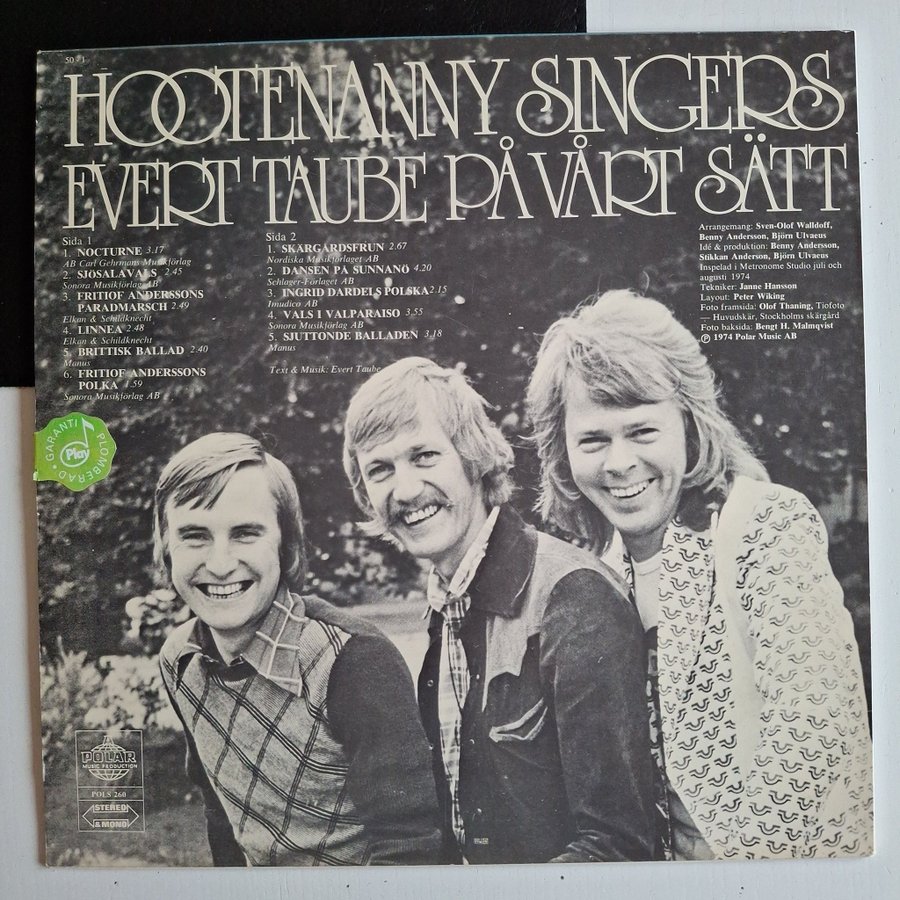 50-1
HOOTENANNY SINGERS
EVERT TAUBE PÅ VÅRT SÄTT
Sida 1
1. NOCTURNE 3.17
AB Carl Gehrmans Musikförlag
2. SJÖSALAVALS 2.45
Sonora Musikförlag AB
3. FRITIOF ANDERSSONS
PARADMARSCH 2.49
Elkan & Schildknecht
4. LINNEA 2.48
Elkan & Schildknecht
5. BRITTISK BALLAD 2.40
Manus
6. FRITIOF ANDERSSONS
POLKA 4.59
Sonora Musikförlag AB
Sida 2
1. SKÄRGÅRDSFRUN 2.67
Nordiska Musikförlaget AB
2. DANSEN PÅ SUNNANÖ 4.20
Schlager-Förlaget AB
3. INGRID DARDELS POLSKA 2.15
Imudico AB
4. VALS I VALPARAISO 3.55
Sonora Musikförlag AB
5. SJUTTONDE BALLADEN 3.18
Manus
Text & Musik: Evert Taube
Arrangemang: Sven-Olof Walldoff,
Benny Andersson, Björn Ulvaeus
Idé & produktion: Benny Andersson,
Stikkan Anderson, Björn Ulvaeus
Inspelad i Metronome Studio juli och
augusti 1974
Tekniker: Janne Hansson
Layout: Peter Wiking
Foto framsida: Olof Thaning, Tiofoto
— Huvudskär, Stockholms skärgård
Foto baksida: Bengt H. Malmqvist
℗ 1974 Polar Music AB
GARANTI
Play
PLOMBERAD
POLAR
MUSIC PRODUCTION
POLS 260
STEREO
& MONO